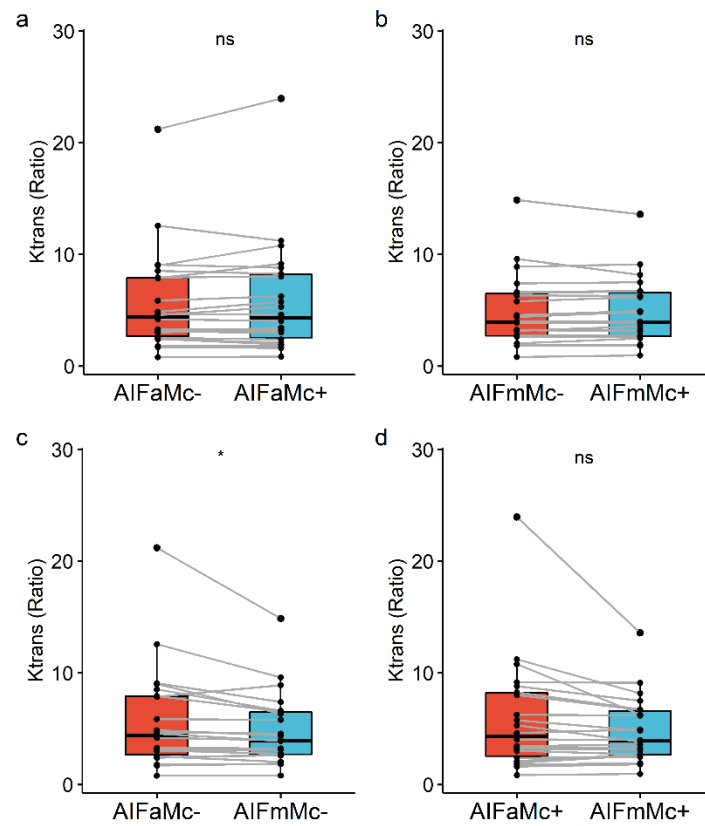 a
ns
30
20
10
0
Ktrans (Ratio)
AIFaMc- AIFaMc+
b
ns
30
20
10
0
Ktrans (Ratio)
AIFmMc- AIFmMc+
c
*
30
20
10
0
Ktrans (Ratio)
AIFaMc- AIFmMc-
d
ns
30
20
10
0
Ktrans (Ratio)
AIFaMc+ AIFmMc+